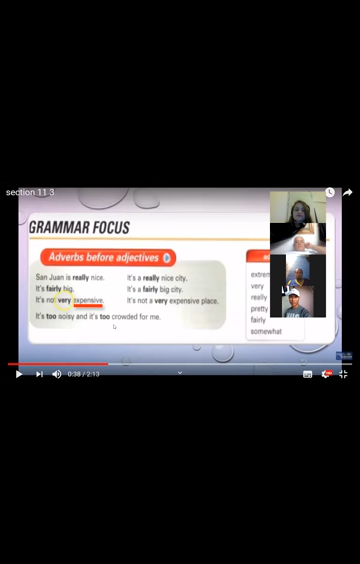 section 11 3
GRAMMAR FOCUS
Adverbs before adjectives
San Juan is really nice. It's a really nice city.
It's fairly big. It's a fairly big city.
It's not very expensive. It's not a very expensive place.
It's too noisy and it's too crowded for me.
extrem
very
really
pretty
fairly
somewhat
0:38 / 2:13